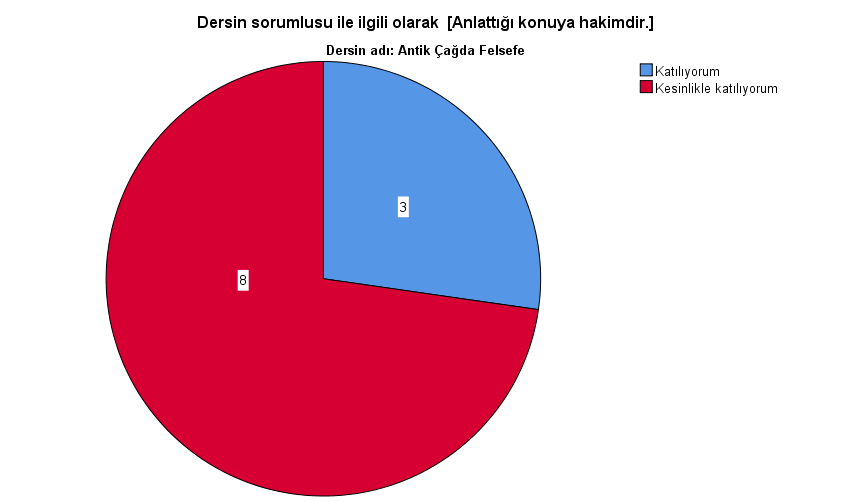 Dersin sorumlusu ile ilgili olarak  [Anlattığı konuya hakimdir.]
Dersin adı: Antik Çağda Felsefe
Katılıyorum
Kesinlikle katılıyorum
3
8